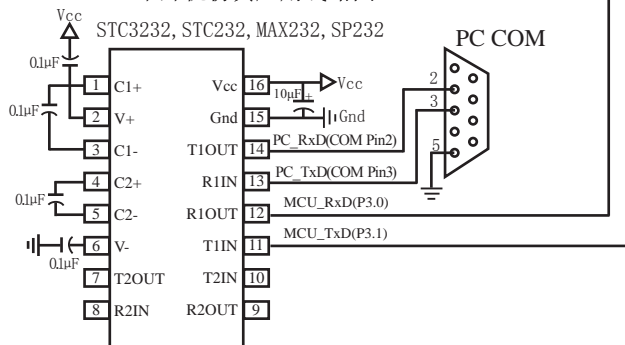 Vcc
STC3232, STC232, MAX232, SP232
PC COM
0.1μF
0.1μF
1 C1+ Vcc 16 Vcc
10μF +
2 V+ Gnd 15 Gnd
3 C1- T1OUT 14 PC_RxD(COM Pin2)
4 C2+ R1IN 13 PC_TxD(COM Pin3)
0.1μF
5 C2- R1OUT 12 MCU_RxD(P3.0)
6 V- T1IN 11 MCU_TxD(P3.1)
0.1μF
7 T2OUT T2IN 10
8 R2IN R2OUT 9
2
3
5